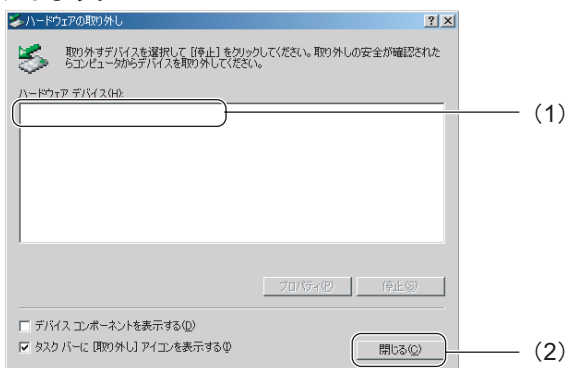 ハードウェアの取り外し
取り外すデバイスを選択して [停止] をクリックしてください。取り外しの安全が確認された
らコンピュータからデバイスを取り外してください。
ハードウェア デバイス(H):
(1)
プロパティ(P) 停止(S)
デバイス コンポーネントを表示する(D)
タスク バーに [取り外し] アイコンを表示する(I)
閉じる(C)
(2)